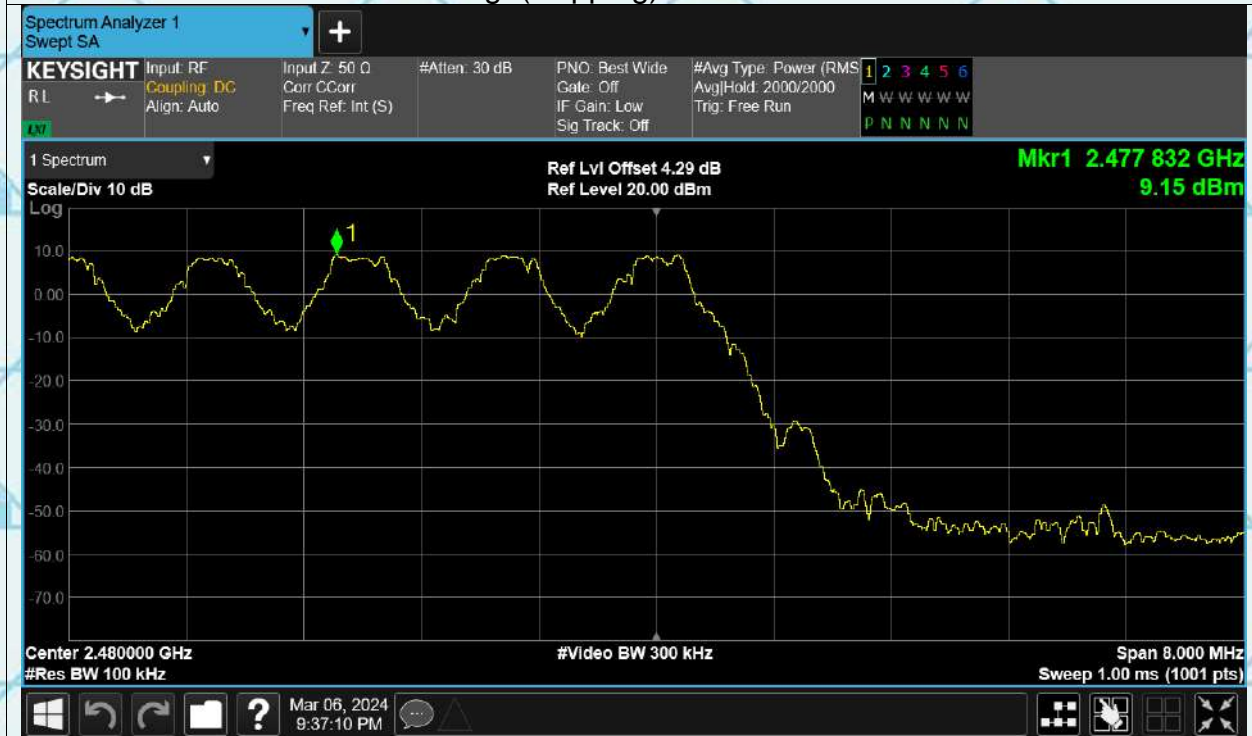 Spectrum Analyzer 1
Swept SA
+
KEYSIGHT
RL
LXI
Input: RF
Coupling: DC
Align: Auto
Input Z: 50 Ω
Corr CCorr
Freq Ref: Int (S)
#Atten: 30 dB
PNO: Best Wide
Gate: Off
IF Gain: Low
Sig Track: Off
#Avg Type: Power (RMS
Avg|Hold: 2000/2000
Trig: Free Run
1 2 3 4 5 6
M W W W W W
P N N N N N
1 Spectrum
Scale/Div 10 dB
Log
Ref Lvl Offset 4.29 dB
Ref Level 20.00 dBm
Mkr1 2.477 832 GHz
9.15 dBm
1
10.0
0.00
-10.0
-20.0
-30.0
-40.0
-50.0
-60.0
-70.0
Center 2.480000 GHz
#Res BW 100 kHz
#Video BW 300 kHz
Span 8.000 MHz
Sweep 1.00 ms (1001 pts)
?
Mar 06, 2024
9:37:10 PM